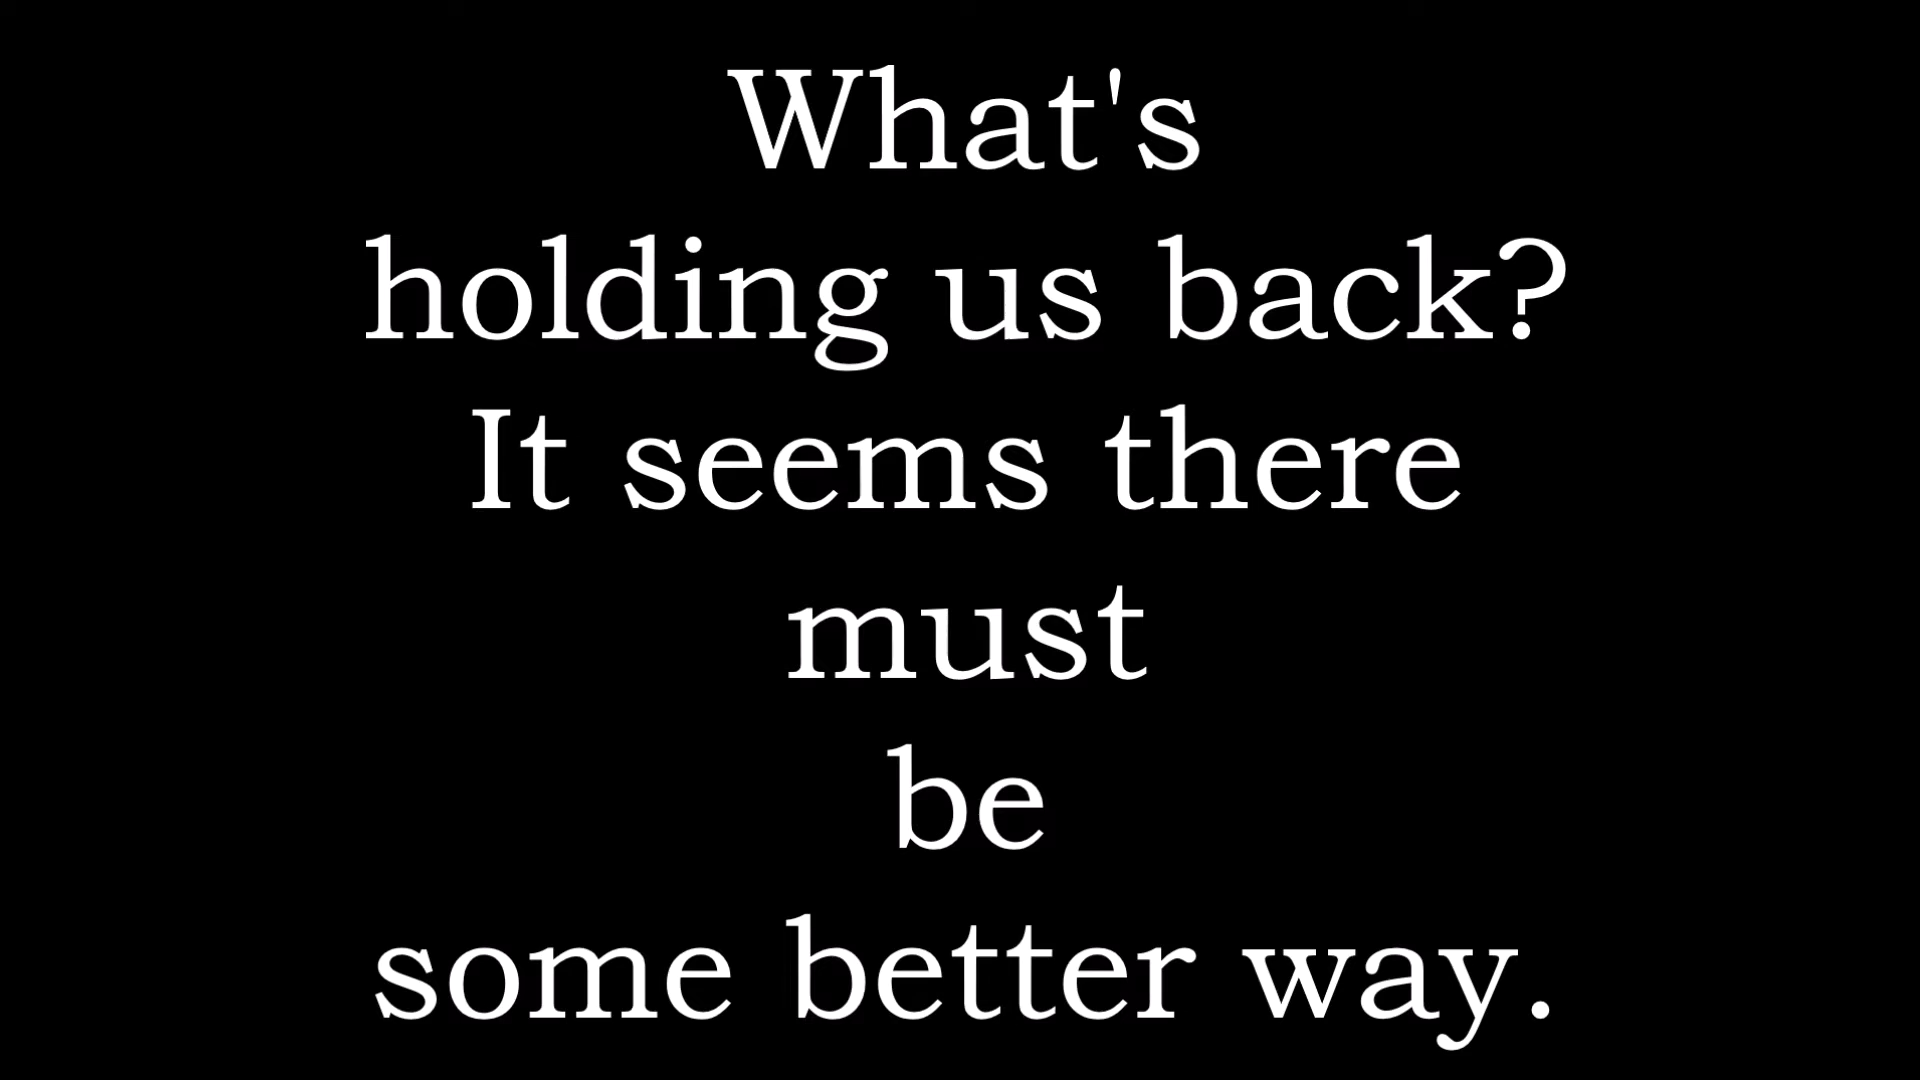 What's
holding us back?
It seems there
must
be
some better way.